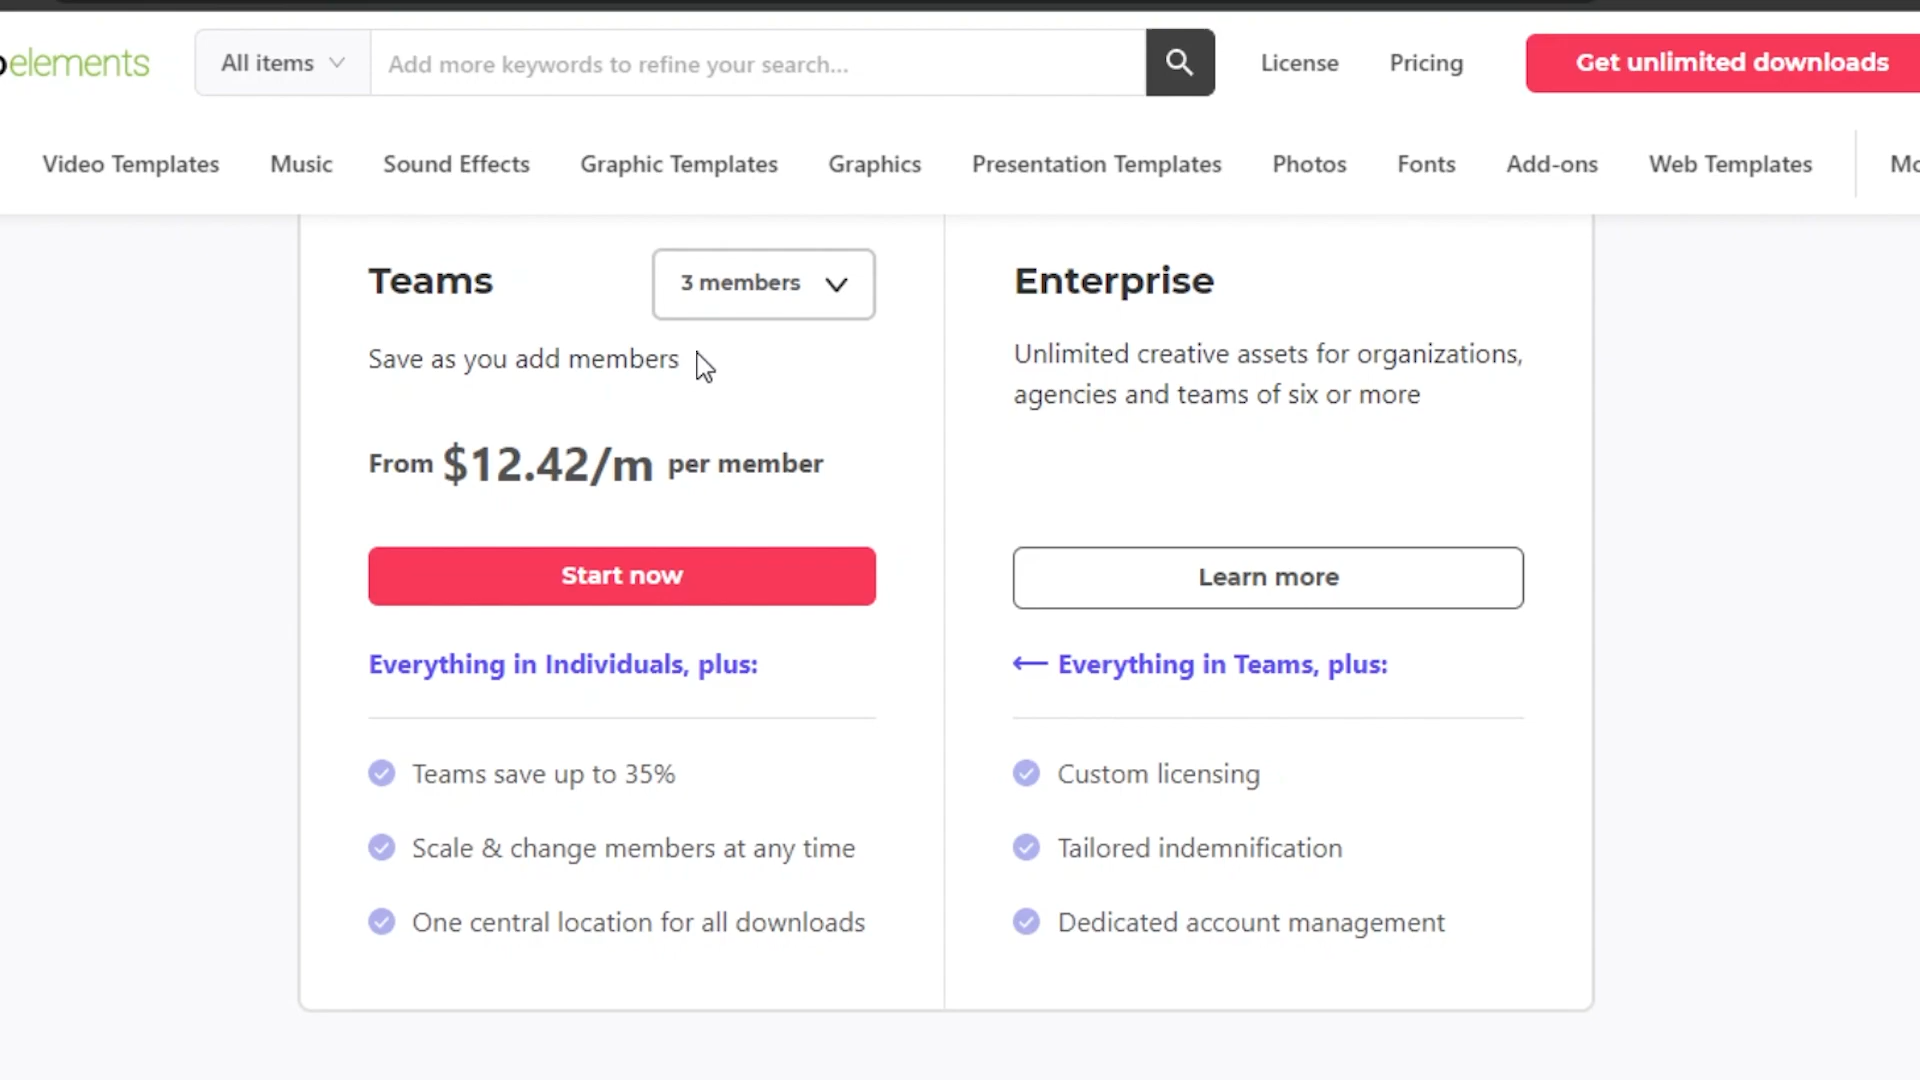 elements
All items
Add more keywords to refine your search...
License
Pricing
Get unlimited downloads
Video Templates
Music
Sound Effects
Graphic Templates
Graphics
Presentation Templates
Photos
Fonts
Add-ons
Web Templates
Teams
3 members
Save as you add members
From $12.42/m per member
Start now
Everything in Individuals, plus:
Teams save up to 35%
Scale & change members at any time
One central location for all downloads
Enterprise
Unlimited creative assets for organizations,
agencies and teams of six or more
Learn more
Everything in Teams, plus:
Custom licensing
Tailored indemnification
Dedicated account management